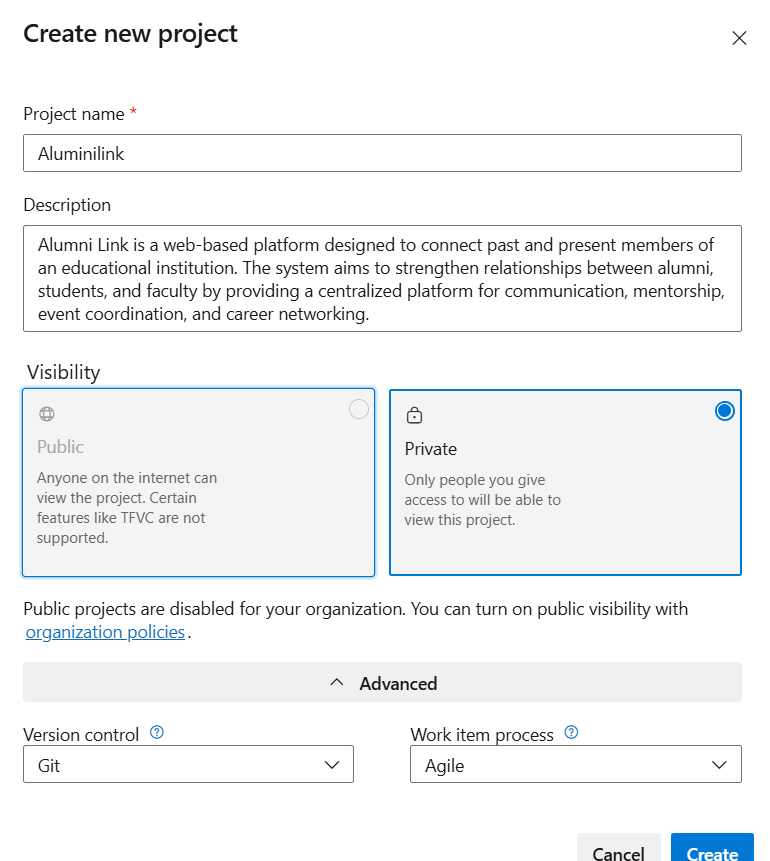 Create new project
Project name *
Aluminilink
Description
Alumni Link is a web-based platform designed to connect past and present members of
an educational institution. The system aims to strengthen relationships between alumni,
students, and faculty by providing a centralized platform for communication, mentorship,
event coordination, and career networking.
Visibility
Public
Anyone on the internet can
view the project. Certain
features like TFVC are not
supported.
Private
Only people you give
access to will be able to
view this project.
Public projects are disabled for your organization. You can turn on public visibility with
organization policies.
Advanced
Version control
Git
Work item process
Agile
Cancel
Create